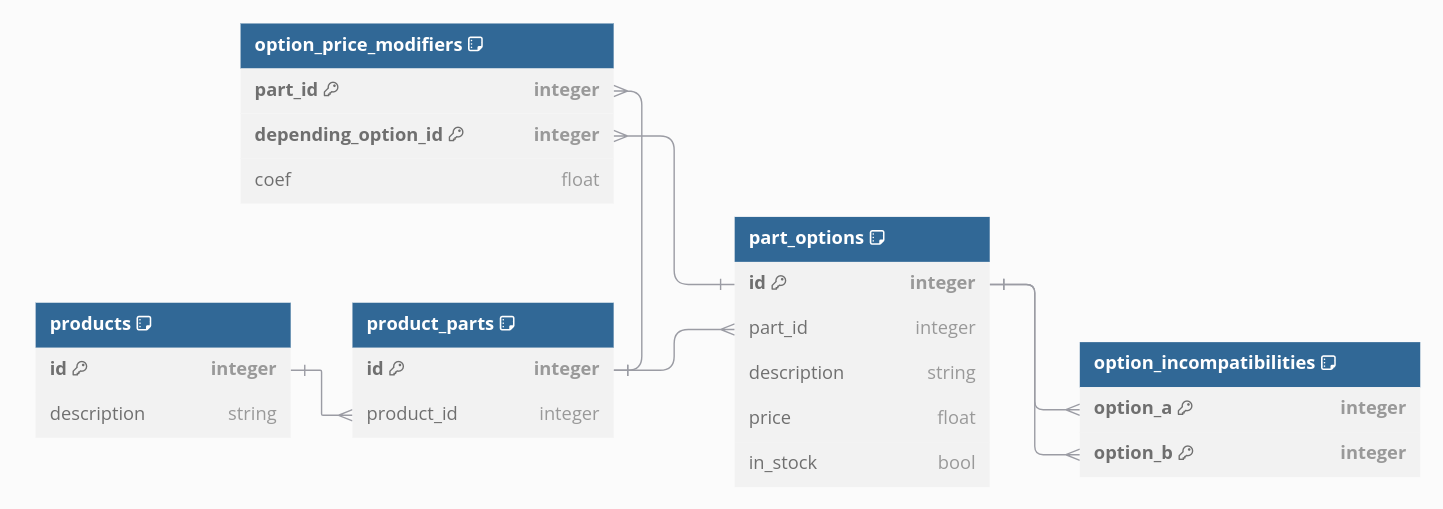 option_price_modifiers
part_id integer
depending_option_id integer
coef float
products
id integer
description string
product_parts
id integer
product_id integer
part_options
id integer
part_id integer
description string
price float
in_stock bool
option_incompatibilities
option_a integer
option_b integer